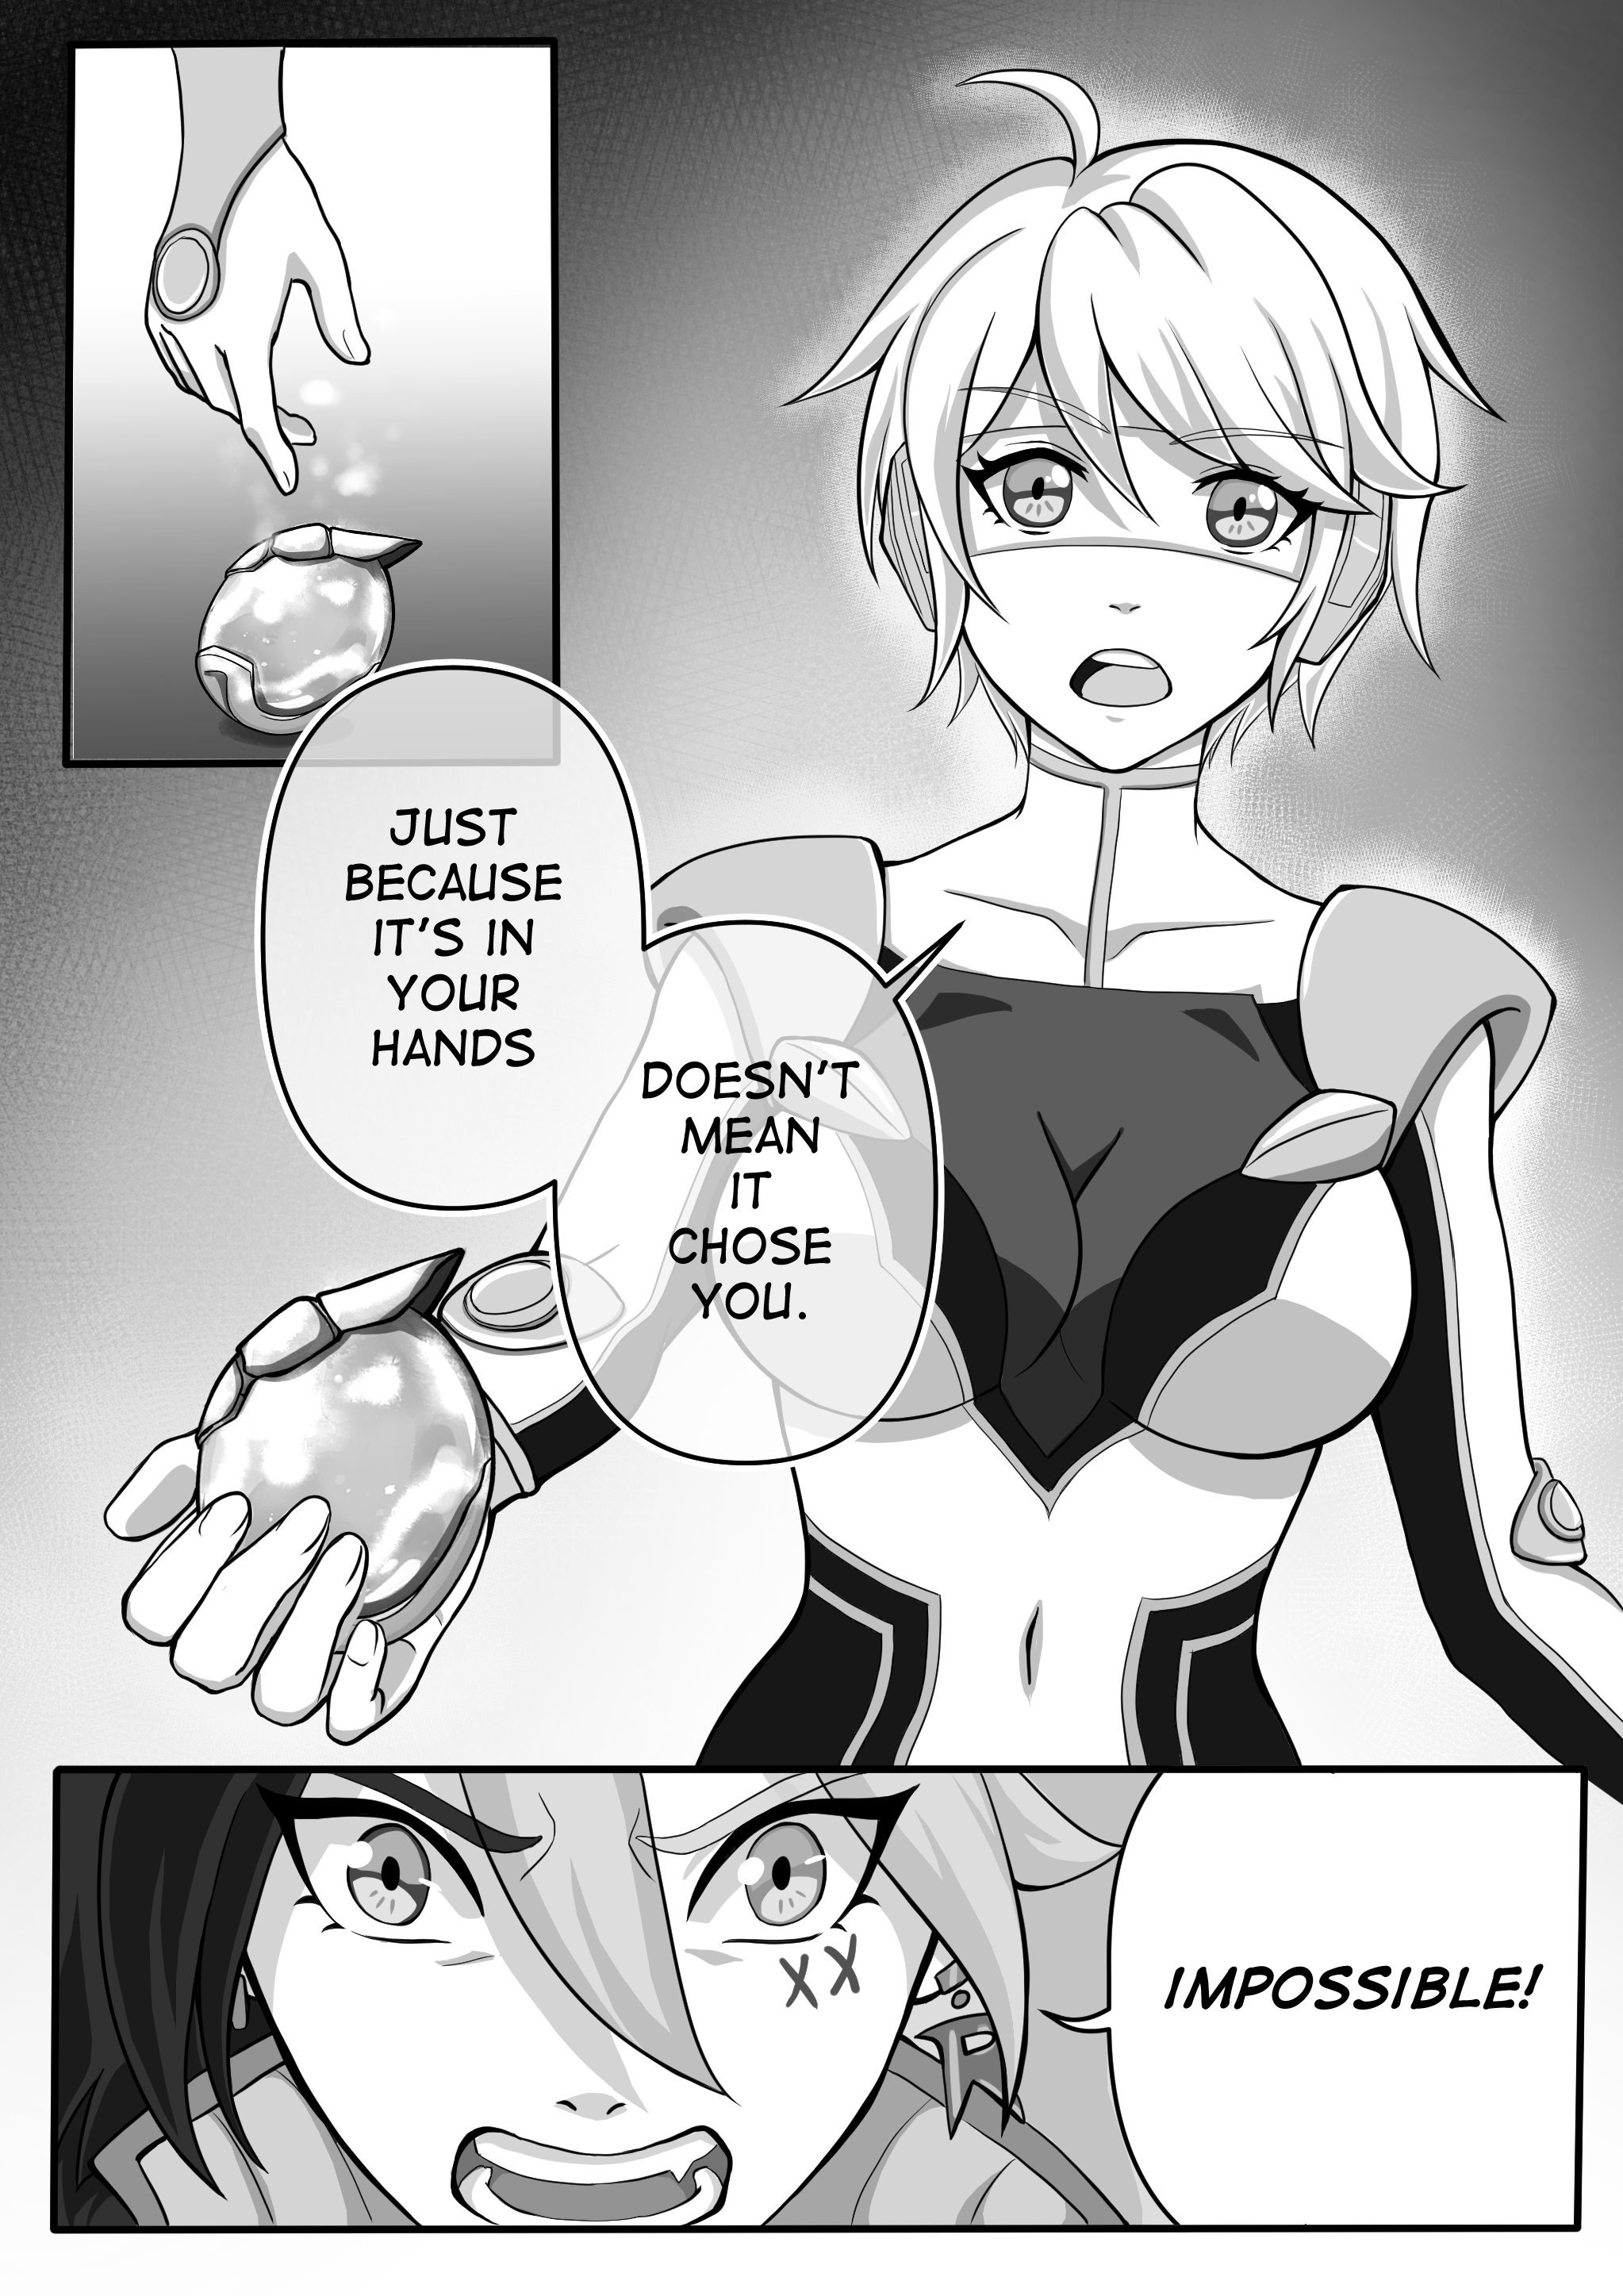 JUST
BECAUSE
IT'S IN
YOUR
HANDS
DOESN'T
MEAN
IT
CHOSE
YOU.
IMPOSSIBLE!